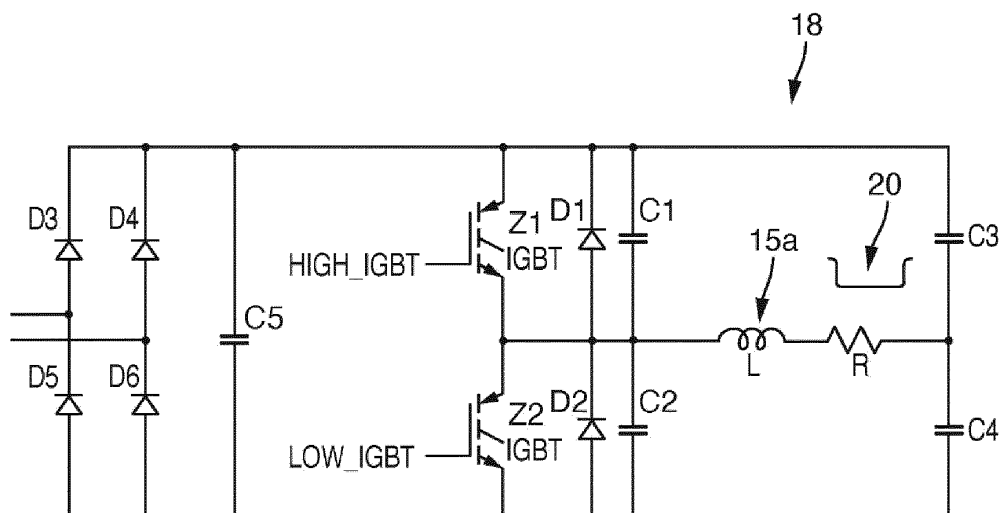 18
20
D3
D4
D1
C1
C3
Z1
IGBT
HIGH_IGBT
15a
C5
L
R
D5
D6
D2
C2
C4
Z2
IGBT
LOW_IGBT